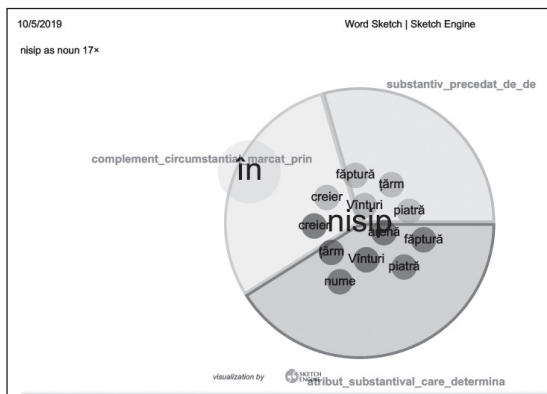 10/5/2019
Word Sketch | Sketch Engine
nisip as noun 17×
substantiv_precedat_de_de
complement_circumstantial_marcat_prin
în
făptură
țărm
creier
Vînturi
piatră
creier
nisip
arenă
făptură
țărm
Vînturi
piatră
nume
visualization by
SKETCH
ENGINE
atribut_substantival_care_determina